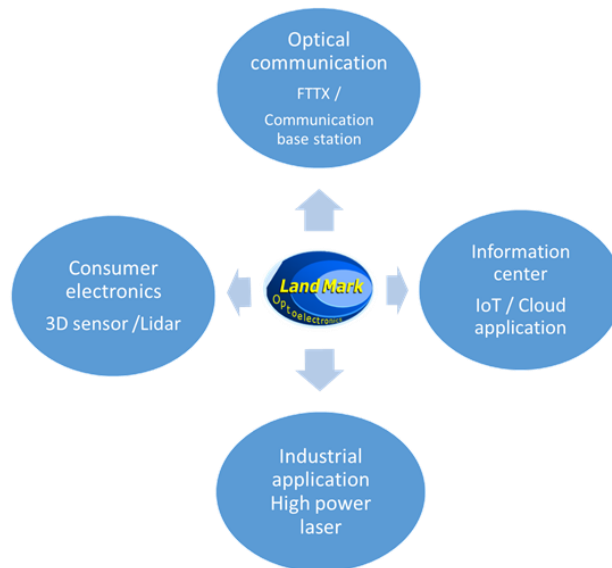 Optical
communication
FTTX /
Communication
base station
Consumer
electronics
3D sensor /Lidar
LandMark
Optoelectronics
Information
center
IoT / Cloud
application
Industrial
application
High power
laser